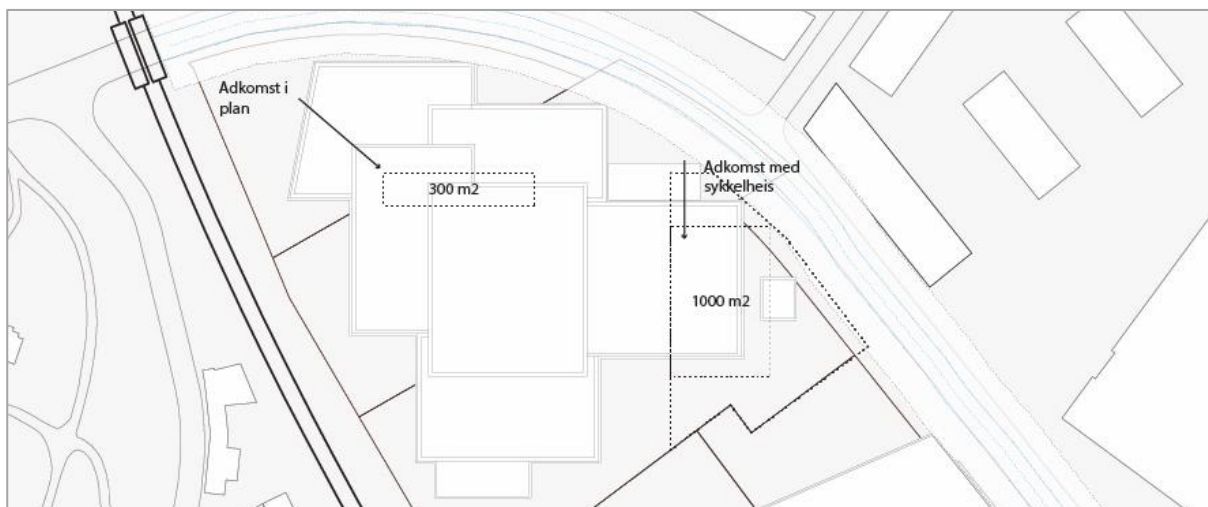 Adkomst i
plan
300 m2
Adkomst med
sykkelheis
1000 m2